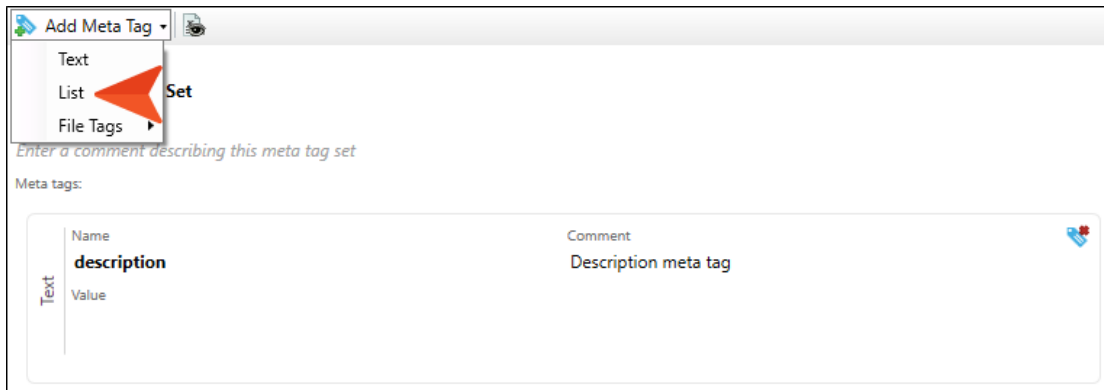 Add Meta Tag
Text
List
Set
File Tags
Enter a comment describing this meta tag set
Meta tags:
Name
Comment
description
Description meta tag
Text
Value